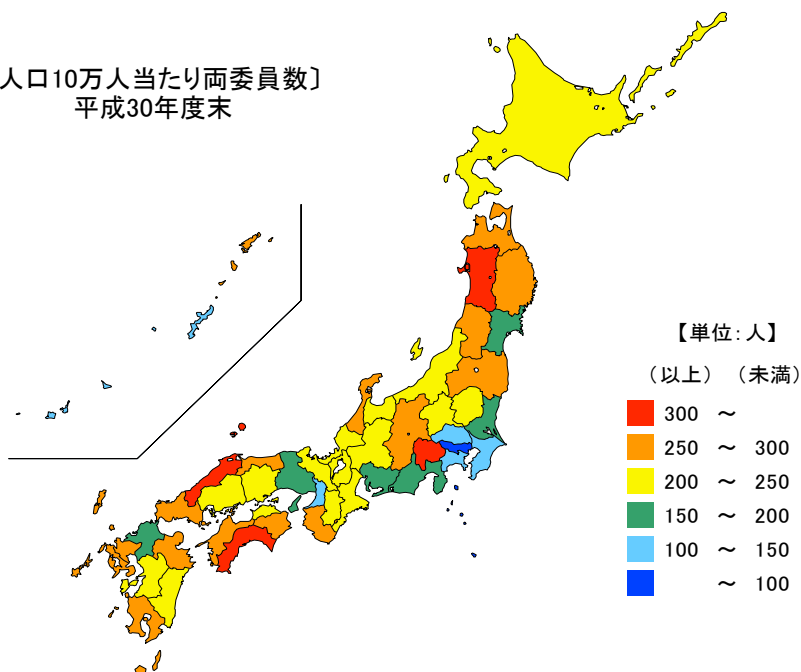 人口10万人当たり両委員数〕
平成30年度末
【単位：人】
（以上） （未満）
300 ～
250 ～ 300
200 ～ 250
150 ～ 200
100 ～ 150
～ 100